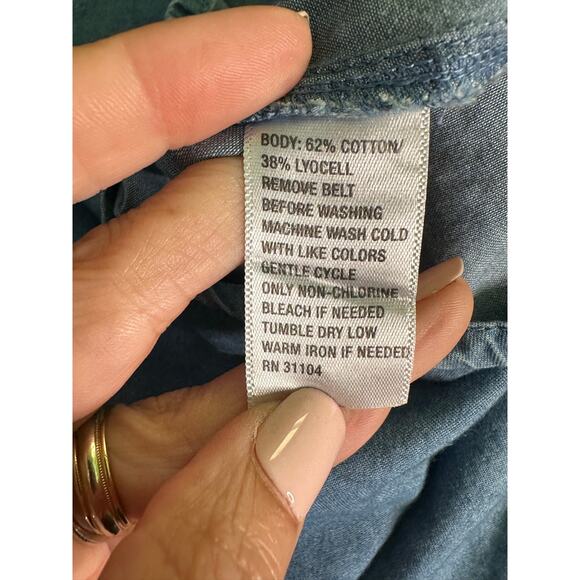 BODY: 62% COTTON/
38% LYOCELL
REMOVE BELT
BEFORE WASHING
MACHINE WASH COLD
WITH LIKE COLORS
GENTLE CYCLE
ONLY NON-CHLORINE
BLEACH IF NEEDED
TUMBLE DRY LOW
WARM IRON IF NEEDED
RN 31104